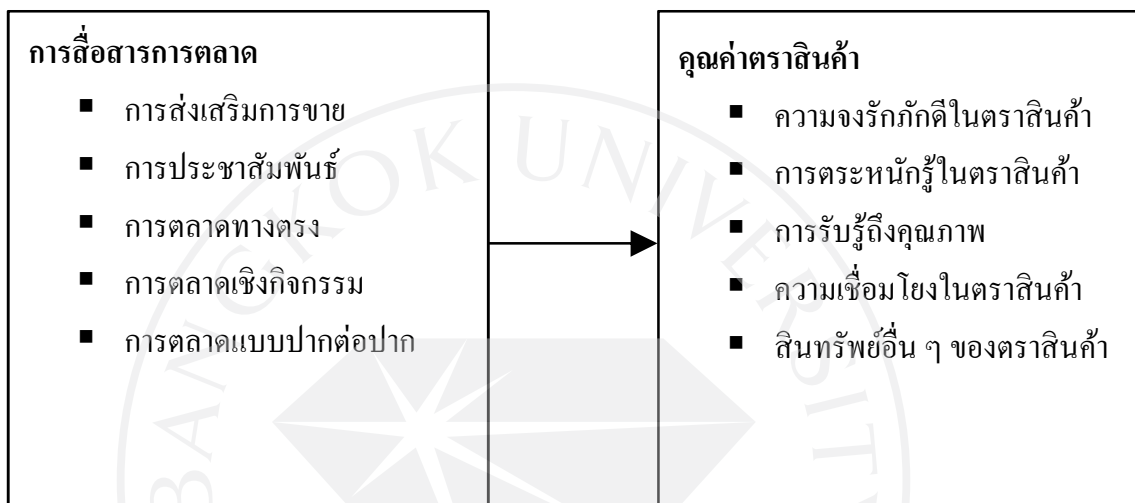 การสื่อสารการตลาด
▪ การส่งเสริมการขาย
▪ การประชาสัมพันธ์
▪ การตลาดทางตรง
▪ การตลาดเชิงกิจกรรม
▪ การตลาดแบบปากต่อปาก
คุณค่าตราสินค้า
▪ ความจงรักภักดีในตราสินค้า
▪ การตระหนักรู้ในตราสินค้า
▪ การรับรู้ถึงคุณภาพ
▪ ความเชื่อมโยงในตราสินค้า
▪ สินทรัพย์อื่น ๆ ของตราสินค้า
BANGKOK UNIVERSITY